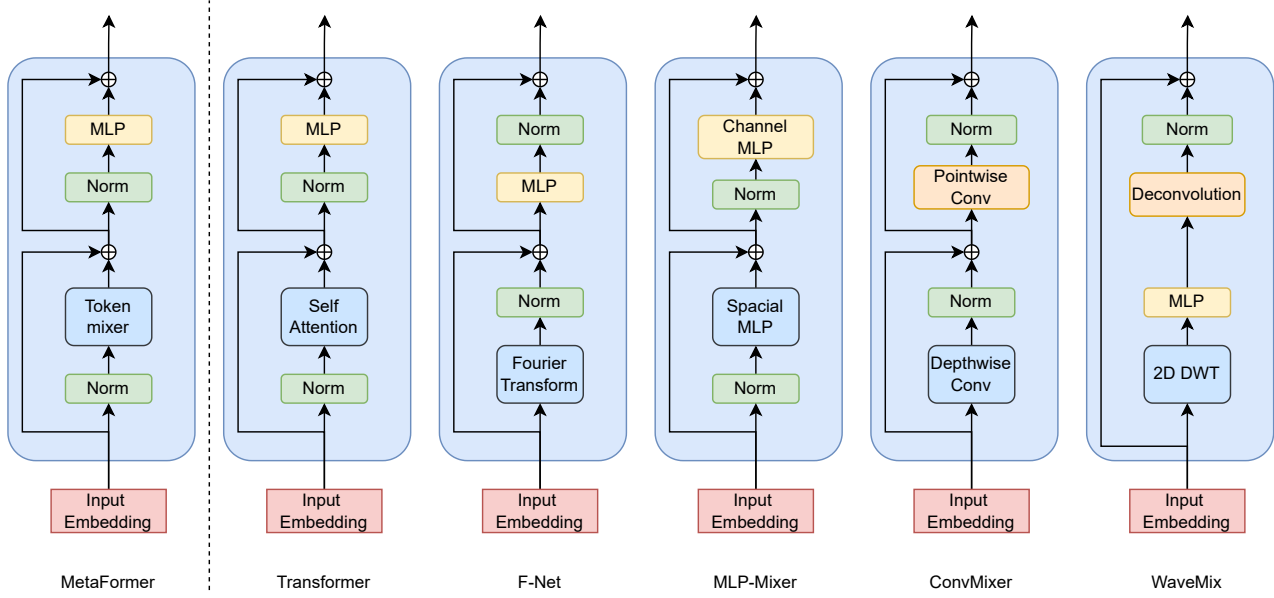 MLP
Norm
Token
mixer
Norm
Input
Embedding
MetaFormer
MLP
Norm
Self
Attention
Norm
Input
Embedding
Transformer
Norm
MLP
Norm
Fourier
Transform
Input
Embedding
F-Net
Channel
MLP
Norm
Spacial
MLP
Norm
Input
Embedding
MLP-Mixer
Norm
Pointwise
Conv
Norm
Depthwise
Conv
Input
Embedding
ConvMixer
Norm
Deconvolution
MLP
2D DWT
Input
Embedding
WaveMix